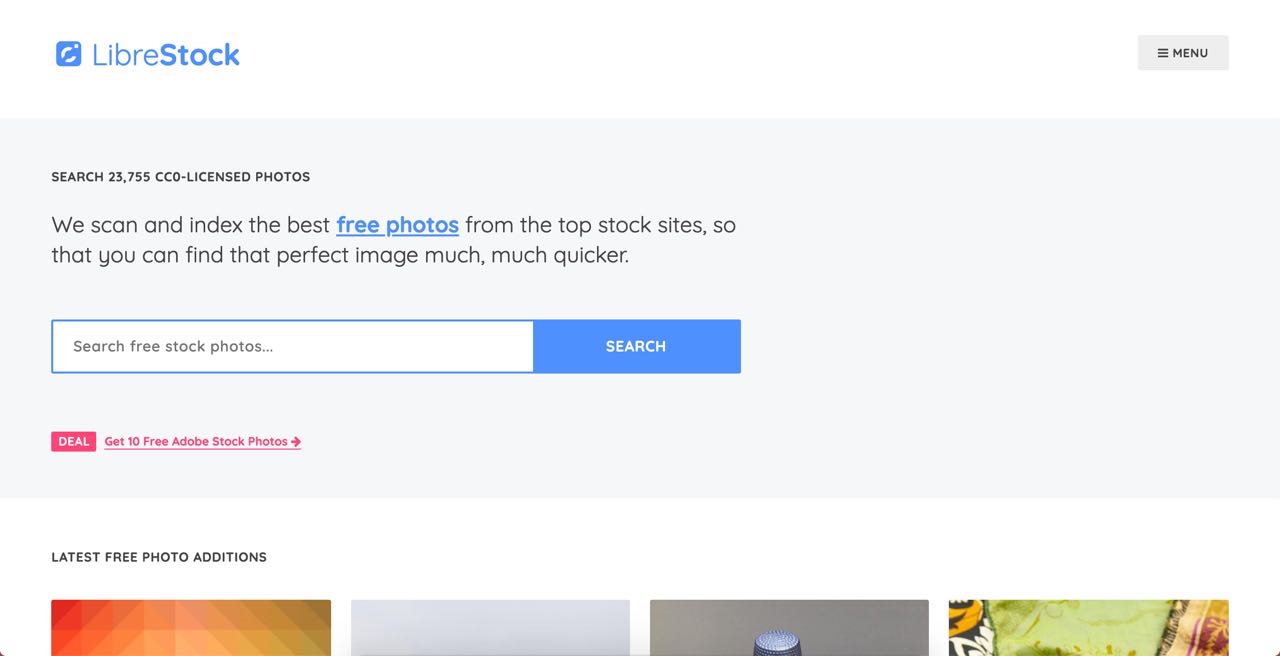 LibreStock
MENU
SEARCH 23,755 CC0-LICENSED PHOTOS
We scan and index the best free photos from the top stock sites, so
that you can find that perfect image much, much quicker.
Search free stock photos...
SEARCH
DEAL Get 10 Free Adobe Stock Photos →
LATEST FREE PHOTO ADDITIONS